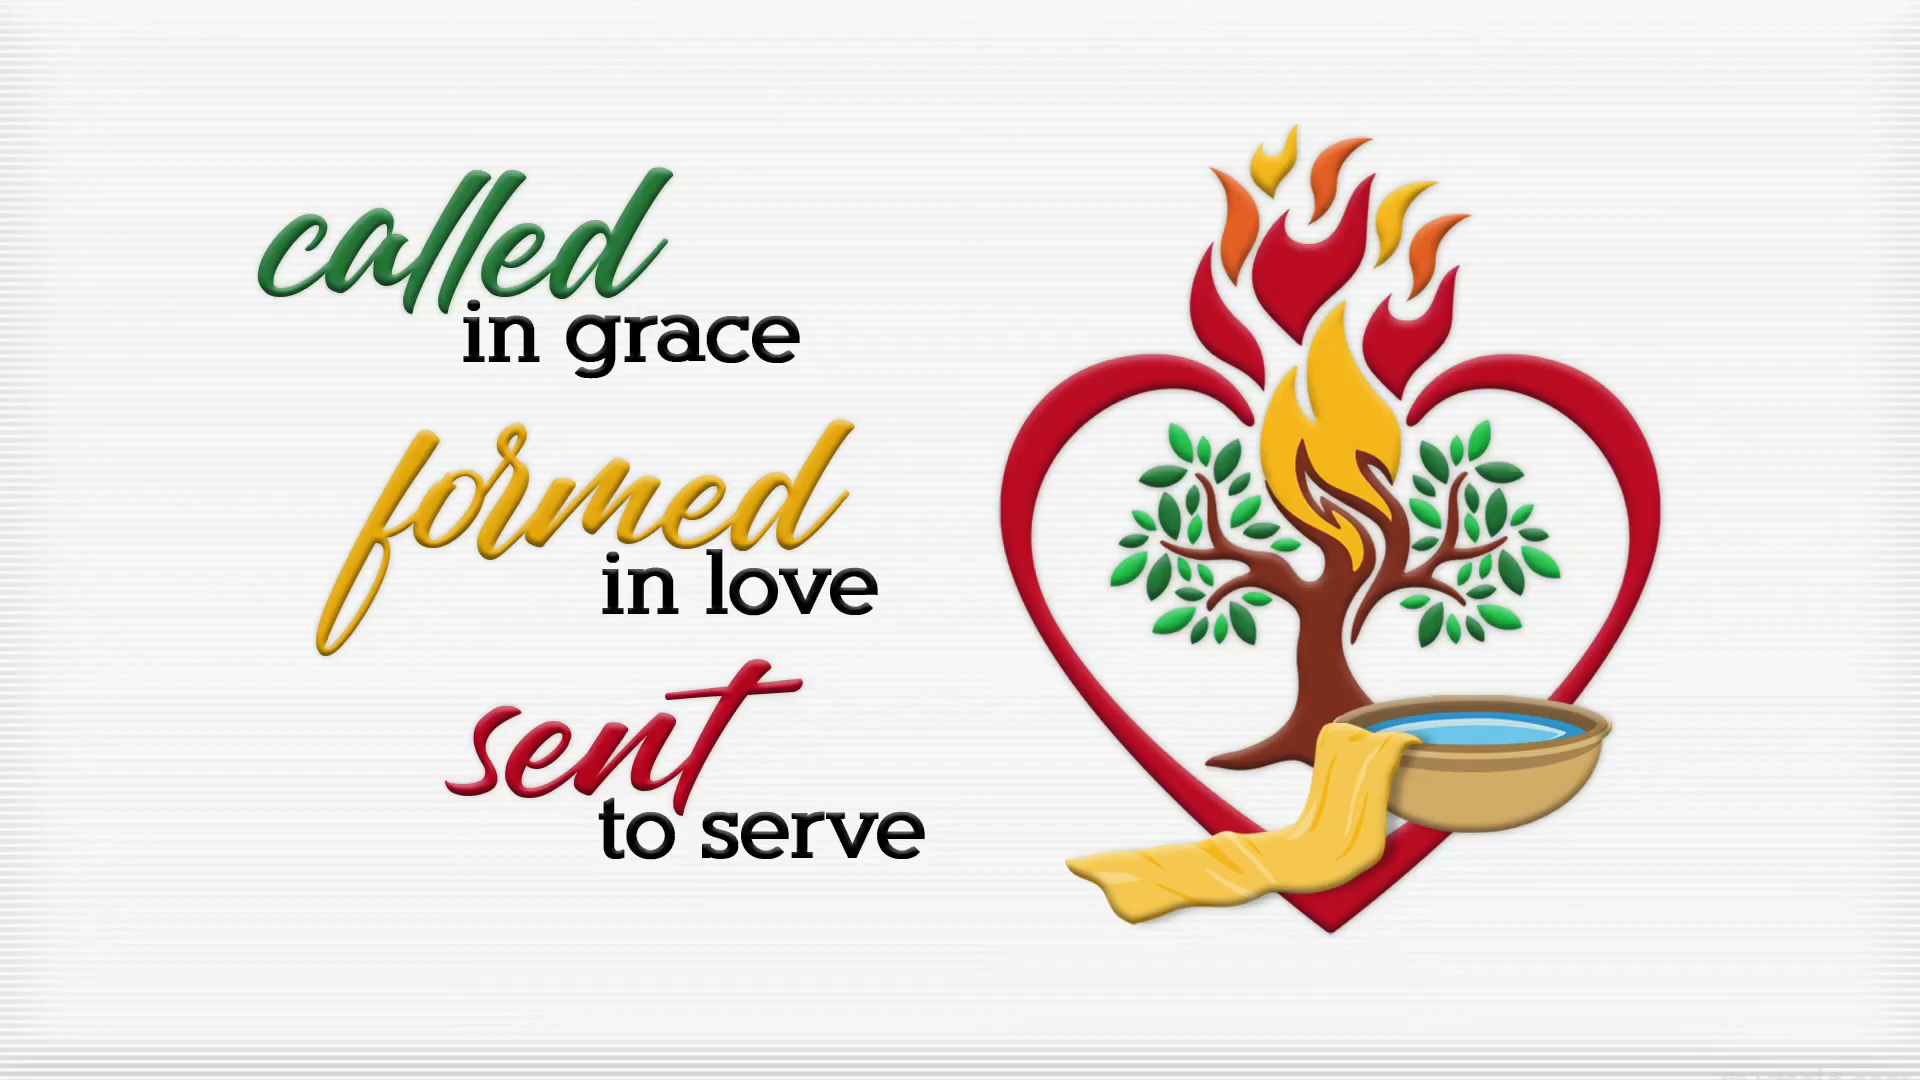 called
in grace
formed
in love
sent
to serve